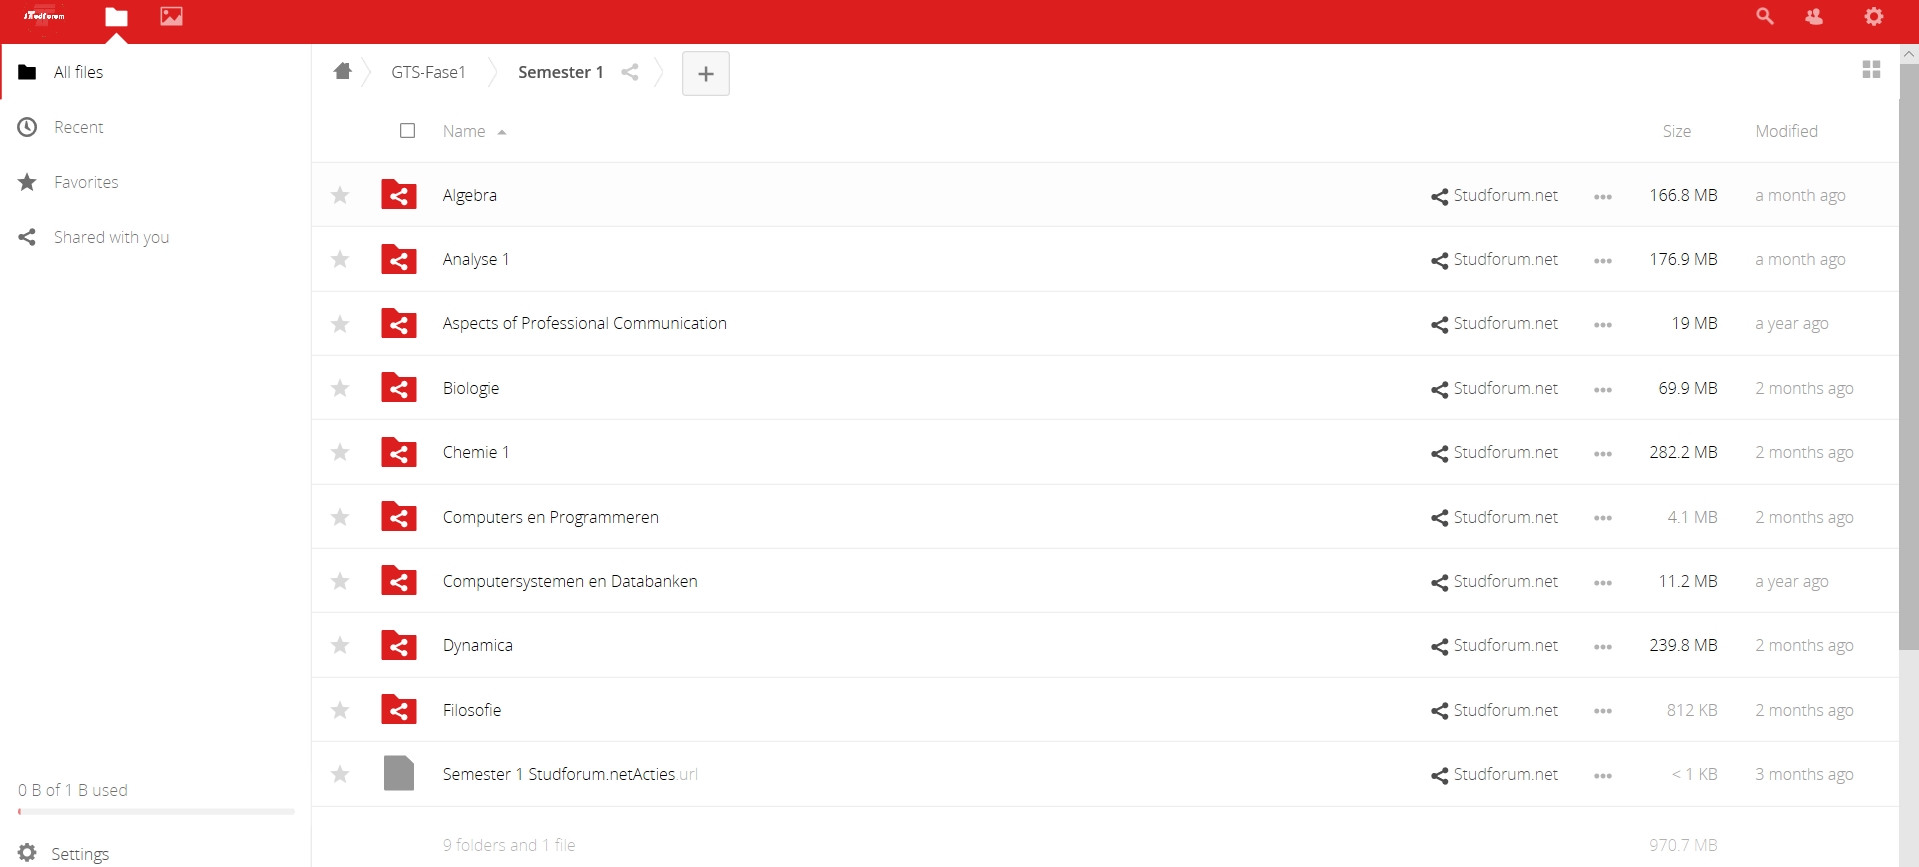 STudforum
All files
Recent
Favorites
Shared with you
0 B of 1 B used
Settings
GTS-Fase1 Semester 1 +
Name Size Modified
Algebra Studforum.net 166.8 MB a month ago
Analyse 1 Studforum.net 176.9 MB a month ago
Aspects of Professional Communication Studforum.net 19 MB a year ago
Biologie Studforum.net 69.9 MB 2 months ago
Chemie 1 Studforum.net 282.2 MB 2 months ago
Computers en Programmeren Studforum.net 4.1 MB 2 months ago
Computersystemen en Databanken Studforum.net 11.2 MB a year ago
Dynamica Studforum.net 239.8 MB 2 months ago
Filosofie Studforum.net 812 KB 2 months ago
Semester 1 Studforum.netActies.url Studforum.net < 1 KB 3 months ago
9 folders and 1 file 970.7 MB